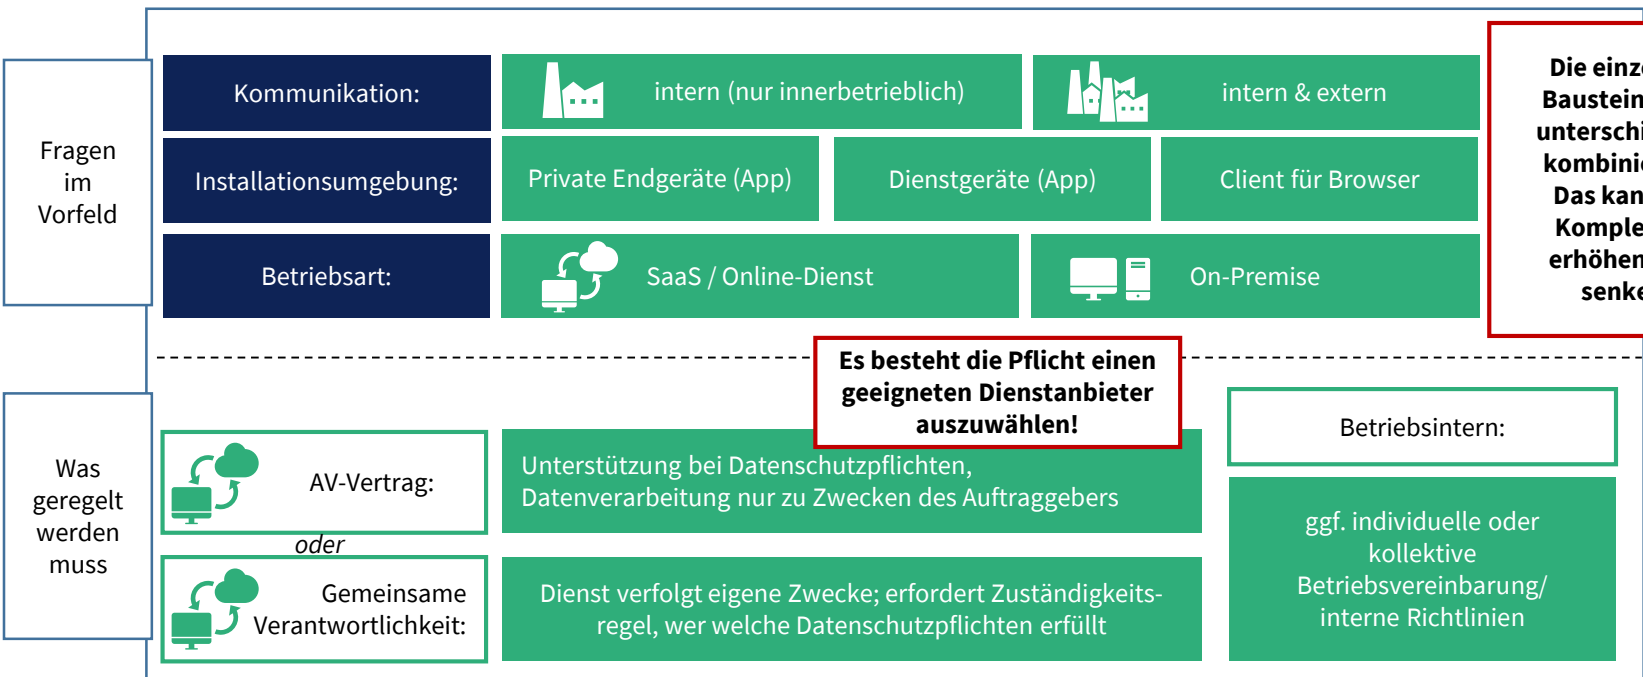 Fragen
im
Vorfeld
Kommunikation:
intern (nur innerbetrieblich)
intern & extern
Installationsumgebung:
Private Endgeräte (App)
Dienstgeräte (App)
Client für Browser
Betriebsart:
SaaS / Online-Dienst
On-Premise
Die
Das
Es besteht die Pflicht einen
geeigneten Dienstanbieter
auszuwählen!
Was
geregelt
werden
muss
AV-Vertrag:
Unterstützung bei Datenschutzpflichten,
Datenverarbeitung nur zu Zwecken des Auftraggebers
oder
Gemeinsame
Verantwortlichkeit:
Dienst verfolgt eigene Zwecke; erfordert Zuständigkeits-
regel, wer welche Datenschutzpflichten erfüllt
Betriebsintern:
ggf. individuelle oder
kollektive
Betriebsvereinbarung/
interne Richtlinien